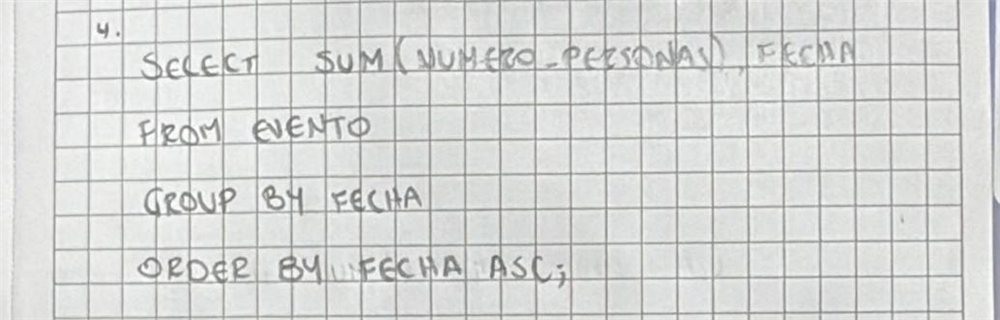 4.
SELECT SUM(NUMERO_PERSONAS), FECHA
FROM EVENTO
GROUP BY FECHA
ORDER BY FECHA ASC;